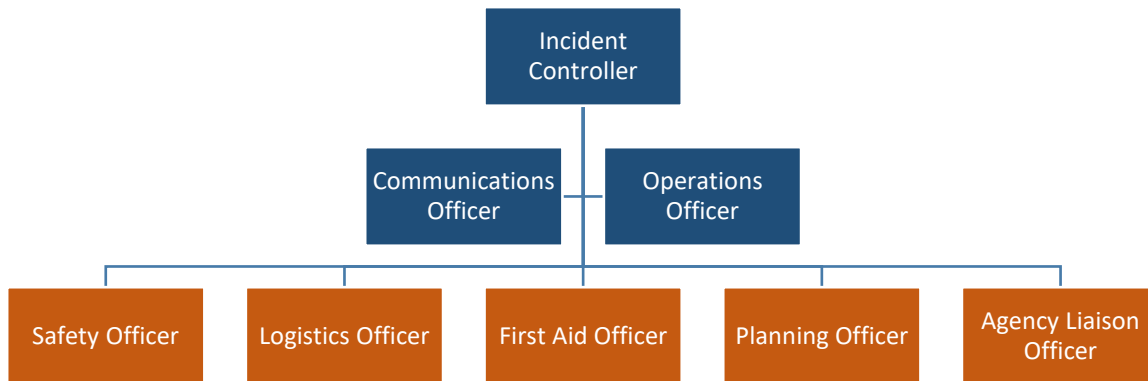 Incident
Controller
Communications
Officer
Operations
Officer
Safety Officer
Logistics Officer
First Aid Officer
Planning Officer
Agency Liaison
Officer